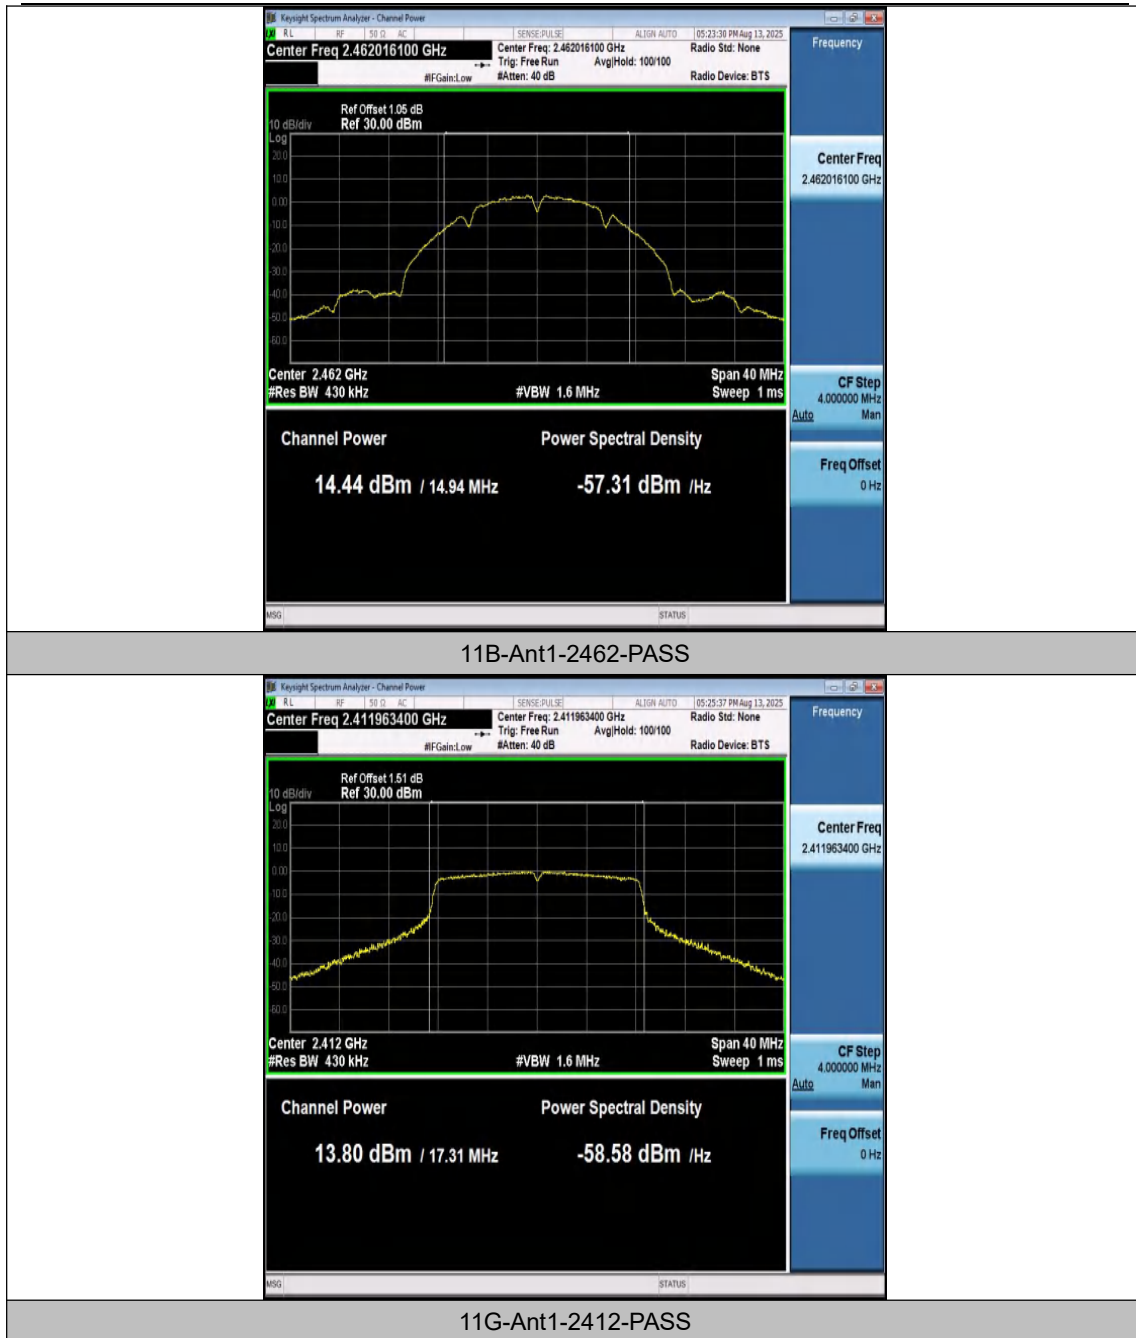 Keysight Spectrum Analyzer - Channel Power
RL RF 50 Ω AC SENSE:PULSE ALIGN AUTO 05:23:30 PM Aug 13, 2025
Center Freq 2.462016100 GHz Center Freq: 2.462016100 GHz Radio Std: None Frequency
Trig: Free Run Avg|Hold: 100/100
#IFGain:Low #Atten: 40 dB Radio Device: BTS
Ref Offset 1.05 dB
10 dB/div Ref 30.00 dBm
Log
20.0
10.0
0.00
-10.0
-20.0
-30.0
-40.0
-50.0
-60.0
Center Freq
2.462016100 GHz
Center 2.462 GHz Span 40 MHz
#Res BW 430 kHz #VBW 1.6 MHz Sweep 1 ms
CF Step
4.000000 MHz
Auto Man
Channel Power Power Spectral Density
14.44 dBm / 14.94 MHz -57.31 dBm /Hz
Freq Offset
0 Hz
MSG STATUS
11B-Ant1-2462-PASS
Keysight Spectrum Analyzer - Channel Power
RL RF 50 Ω AC SENSE:PULSE ALIGN AUTO 05:25:37 PM Aug 13, 2025
Center Freq 2.411963400 GHz Center Freq: 2.411963400 GHz Radio Std: None Frequency
Trig: Free Run Avg|Hold: 100/100
#IFGain:Low #Atten: 40 dB Radio Device: BTS
Ref Offset 1.51 dB
10 dB/div Ref 30.00 dBm
Log
20.0
10.0
0.00
-10.0
-20.0
-30.0
-40.0
-50.0
-60.0
Center Freq
2.411963400 GHz
Center 2.412 GHz Span 40 MHz
#Res BW 430 kHz #VBW 1.6 MHz Sweep 1 ms
CF Step
4.000000 MHz
Auto Man
Channel Power Power Spectral Density
13.80 dBm / 17.31 MHz -58.58 dBm /Hz
Freq Offset
0 Hz
MSG STATUS
11G-Ant1-2412-PASS